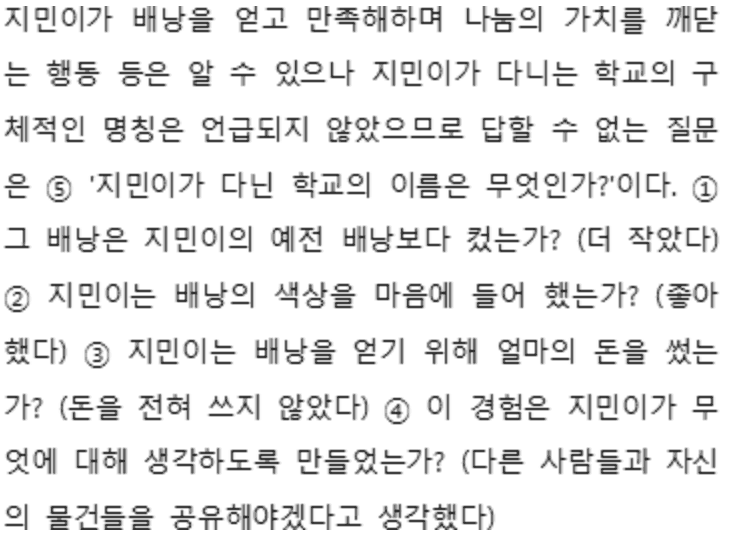 지민이가 배낭을 얻고 만족해하며 나눔의 가치를 깨닫
는 행동 등은 알 수 있으나 지민이가 다니는 학교의 구
체적인 명칭은 언급되지 않았으므로 답할 수 없는 질문
은 ⑤ '지민이가 다닌 학교의 이름은 무엇인가?'이다. ①
그 배낭은 지민이의 예전 배낭보다 컸는가? (더 작았다)
② 지민이는 배낭의 색상을 마음에 들어 했는가? (좋아
했다) ③ 지민이는 배낭을 얻기 위해 얼마의 돈을 썼는
가? (돈을 전혀 쓰지 않았다) ④ 이 경험은 지민이가 무
엇에 대해 생각하도록 만들었는가? (다른 사람들과 자신
의 물건들을 공유해야겠다고 생각했다)